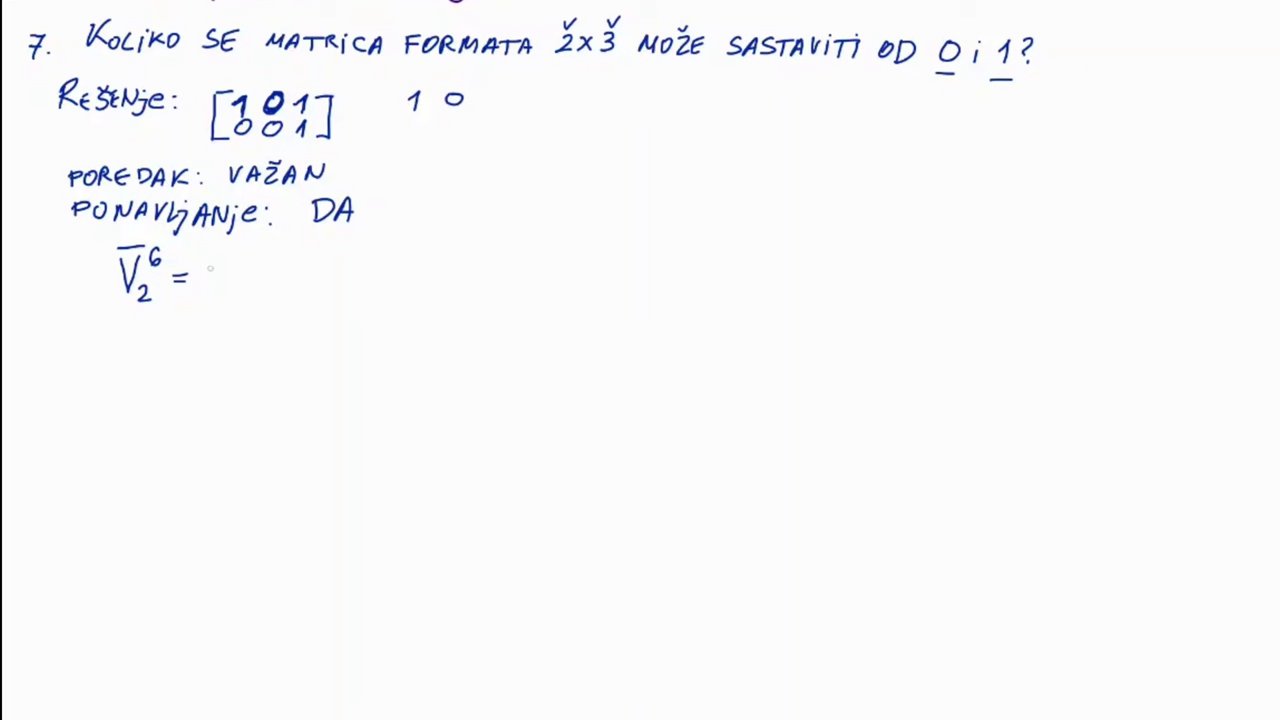 7. KOLIKO SE MATRICA FORMATA 2x3 MOŽE SASTAVITI OD 0 i 1?
REŠENJE: [1 0 1] 1 0
[0 0 1]
POREDAK: VAŽAN
PONAVLJANJE: DA
V̅₂⁶ =